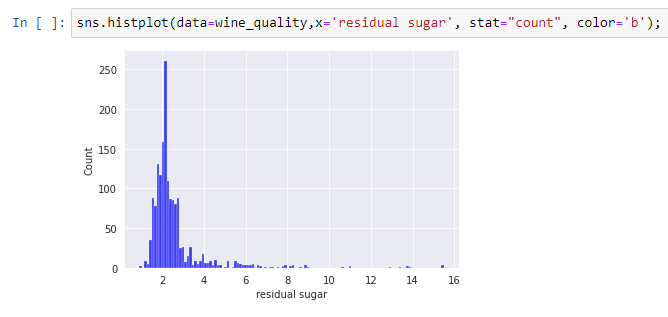 In [ ]: sns.histplot(data=wine_quality,x='residual sugar', stat="count", color='b');
250
200
150
100
50
0
Count
2 4 6 8 10 12 14 16
residual sugar